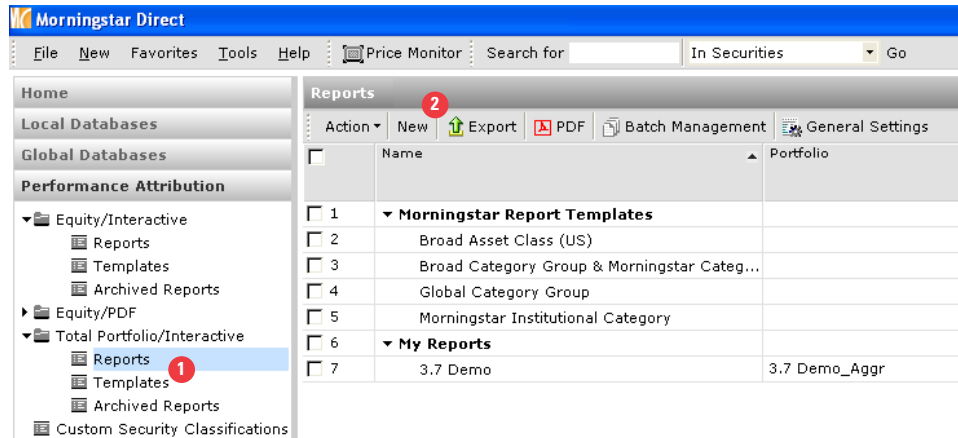 Morningstar Direct
File New Favorites Tools Help Price Monitor Search for In Securities Go
Home
Local Databases
Global Databases
Performance Attribution
Equity/Interactive
Reports
Templates
Archived Reports
Equity/PDF
Total Portfolio/Interactive
Reports
1
Templates
Archived Reports
Custom Security Classifications
Reports
2
Action New Export PDF Batch Management General Settings
Name Portfolio
1 Morningstar Report Templates
2 Broad Asset Class (US)
3 Broad Category Group & Morningstar Categ...
4 Global Category Group
5 Morningstar Institutional Category
6 My Reports
7 3.7 Demo 3.7 Demo_Aggr